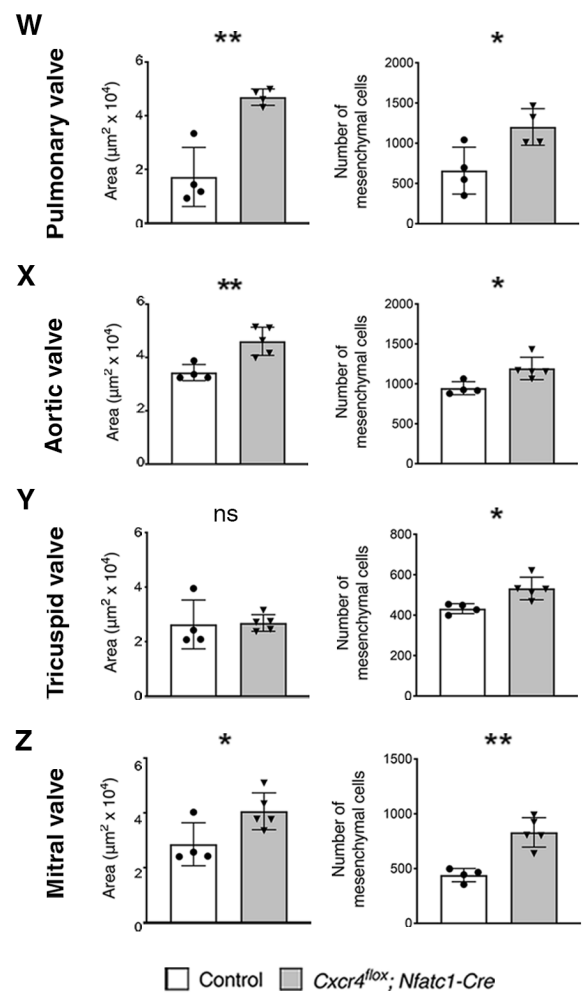 W
Pulmonary valve
**
Area (µm² x 10⁴)
6
4
2
0
*
Number of
mesenchymal cells
2000
1500
1000
500
0
X
Aortic valve
**
Area (µm² x 10⁴)
6
4
2
0
*
Number of
mesenchymal cells
2000
1500
1000
500
0
Y
Tricuspid valve
ns
Area (µm² x 10⁴)
6
4
2
0
*
Number of
mesenchymal cells
800
600
400
200
0
Z
Mitral valve
*
Area (µm² x 10⁴)
6
4
2
0
**
Number of
mesenchymal cells
1500
1000
500
0
Control
Cxcr4ᶠˡᵒˣ; Nfatc1-Cre